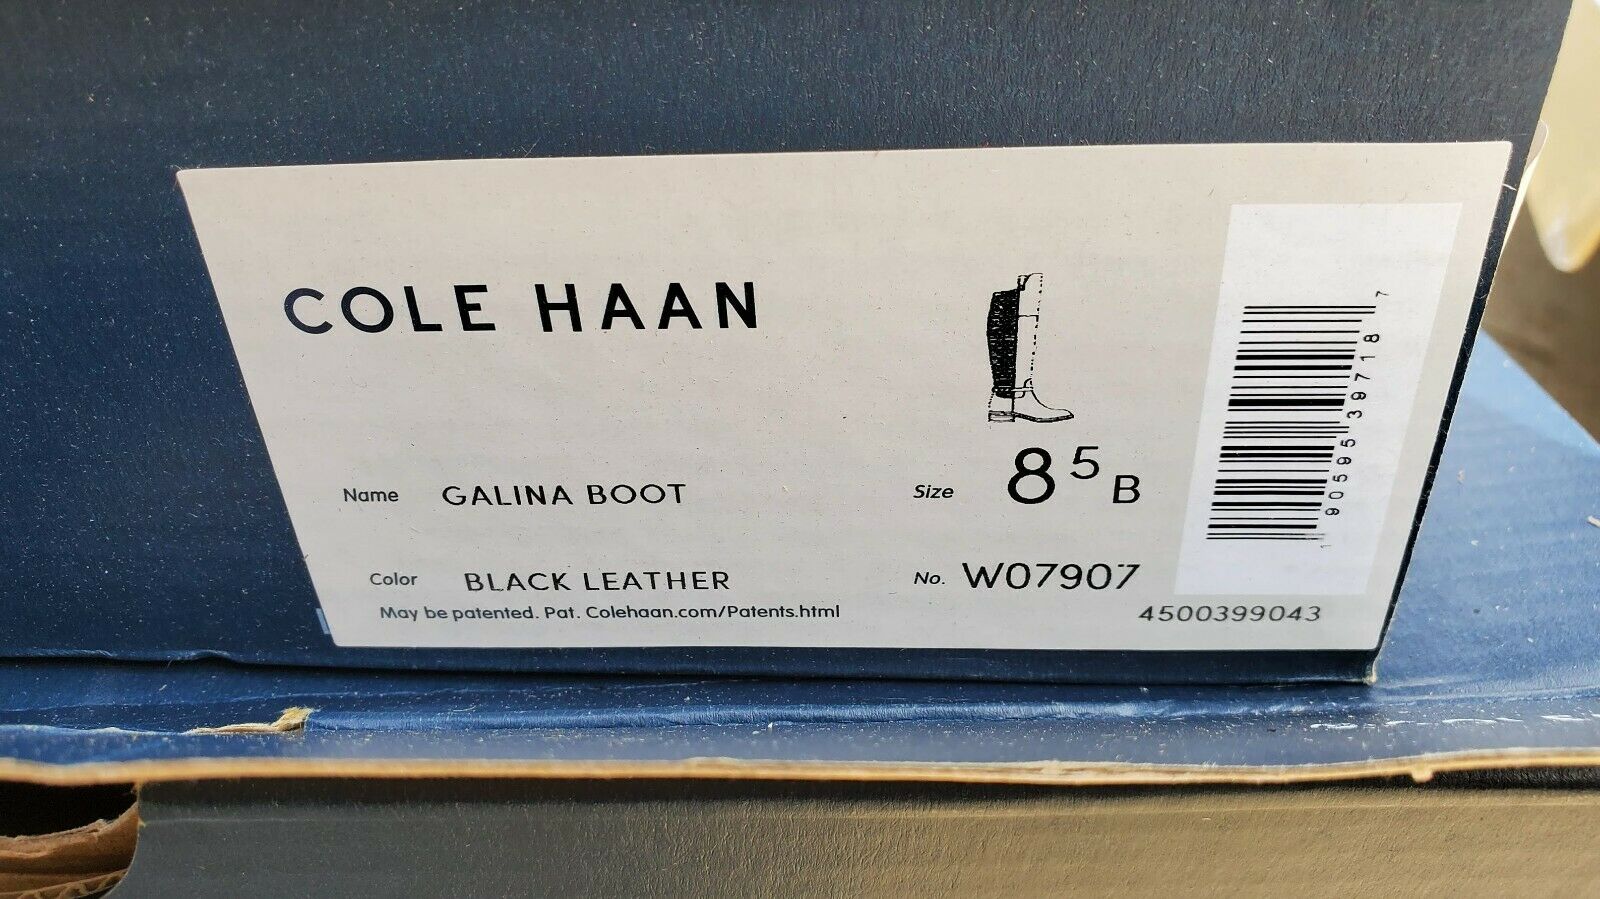 COLE HAAN
Name GALINA BOOT
Size 8 5 B
Color BLACK LEATHER
No. W07907
May be patented. Pat. Colehaan.com/Patents.html
4500399043
1 90595 39718 7